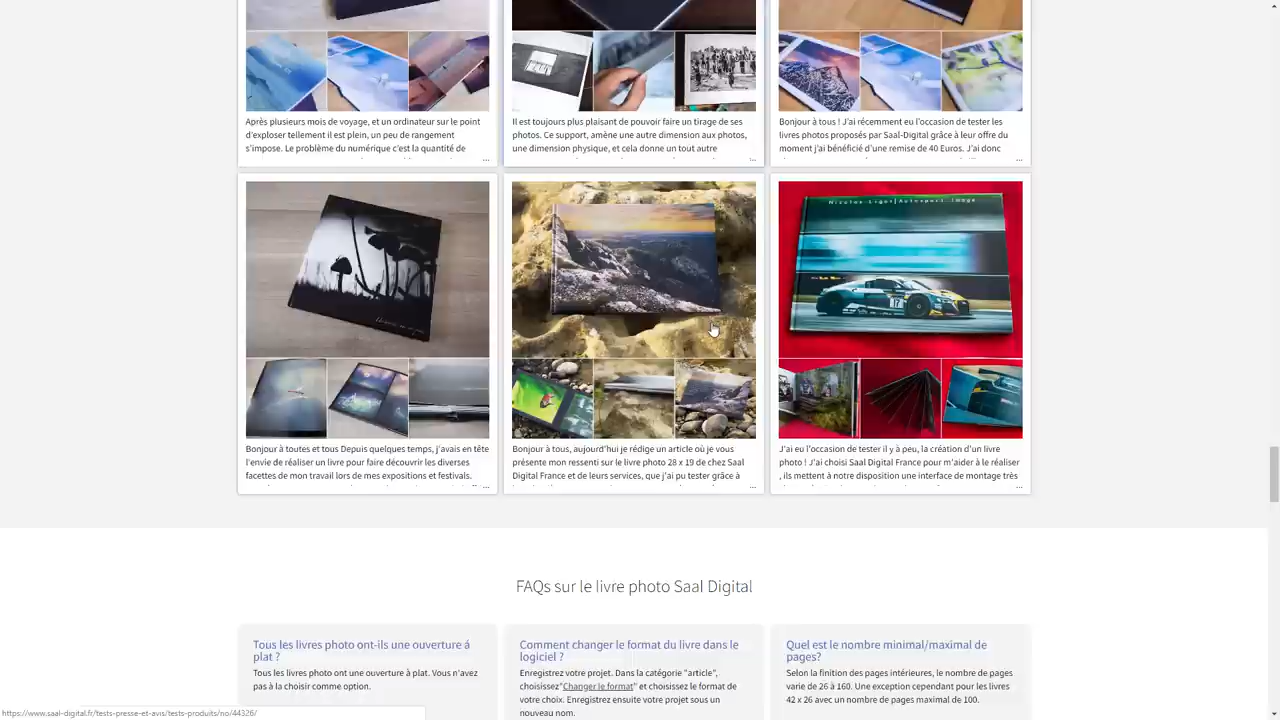 Après plusieurs mois de voyage, et un ordinateur sur le point
d'exploser tellement il est plein, un peu de rangement
s'impose. Le problème du numérique c'est la quantité de
...
Il est toujours plus plaisant de pouvoir faire un tirage de ses
photos. Ce support, amène une autre dimension aux photos,
une dimension physique, et cela donne un tout autre
...
Bonjour à tous ! J'ai récemment eu l'occasion de tester les
livres photos proposés par Saal-Digital grâce à leur offre du
moment j'ai bénéficié d'une remise de 40 Euros. J'ai donc
...
Nicolas Ligat|Autosport Image
17
Bonjour à toutes et tous Depuis quelques temps, j'avais en tête
l'envie de réaliser un livre pour faire découvrir les diverses
facettes de mon travail lors de mes expositions et festivals.
...
Bonjour à tous, aujourd'hui je rédige un article où je vous
présente mon ressenti sur le livre photo 28 x 19 de chez Saal
Digital France et de leurs services, que j'ai pu tester grâce à
...
J'ai eu l'occasion de tester il y à peu, la création d'un livre
photo ! J'ai choisi Saal Digital France pour m'aider à le réaliser
, ils mettent à notre disposition une interface de montage très
...
FAQs sur le livre photo Saal Digital
Tous les livres photo ont-ils une ouverture á
plat ?
Tous les livres photo ont une ouverture à plat. Vous n'avez
pas à la choisir comme option.
Comment changer le format du livre dans le
logiciel ?
Enregistrez votre projet. Dans la catégorie "article",
choisissez"Changer le format" et choisissez le format de
votre choix. Enregistrez ensuite votre projet sous un
nouveau nom.
Quel est le nombre minimal/maximal de
pages?
Selon la finition des pages intérieures, le nombre de pages
varie de 26 à 160. Une exception cependant pour les livres
42 x 26 avec un nombre de pages maximal de 100.
https://www.saal-digital.fr/tests-presse-et-avis/tests-produits/no/44326/